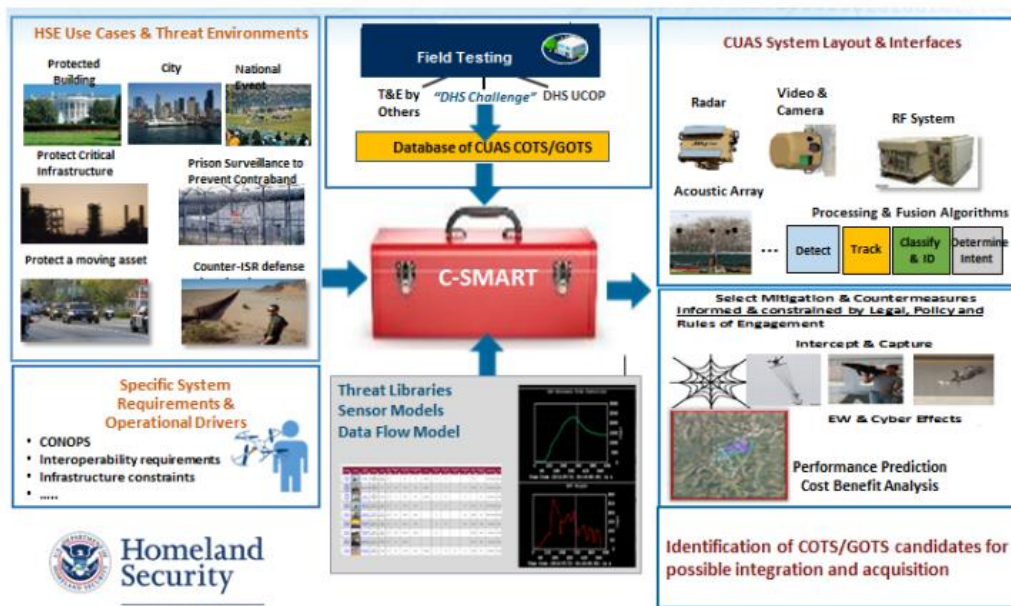 HSE Use Cases & Threat Environments
Protected
Building
City
National
Event
Protect Critical
Infrastructure
Prison Surveillance to
Prevent Contraband
Protect a moving asset
Counter-ISR defense
Specific System
Requirements &
Operational Drivers
• CONOPS
• Interoperability requirements
• Infrastructure constraints
• .....
Homeland
Security
Field Testing
T&E by
Others
"DHS Challenge"
DHS UCOP
Database of CUAS COTS/GOTS
C-SMART
Threat Libraries
Sensor Models
Data Flow Model
CUAS System Layout & Interfaces
Radar
Video &
Camera
RF System
Acoustic Array
Processing & Fusion Algorithms
...
Detect
Track
Classify
& ID
Determine
Intent
Select Mitigation & Countermeasures
Informed & constrained by Legal, Policy and
Rules of Engagement
Intercept & Capture
EW & Cyber Effects
Performance Prediction
Cost Benefit Analysis
Identification of COTS/GOTS candidates for
possible integration and acquisition